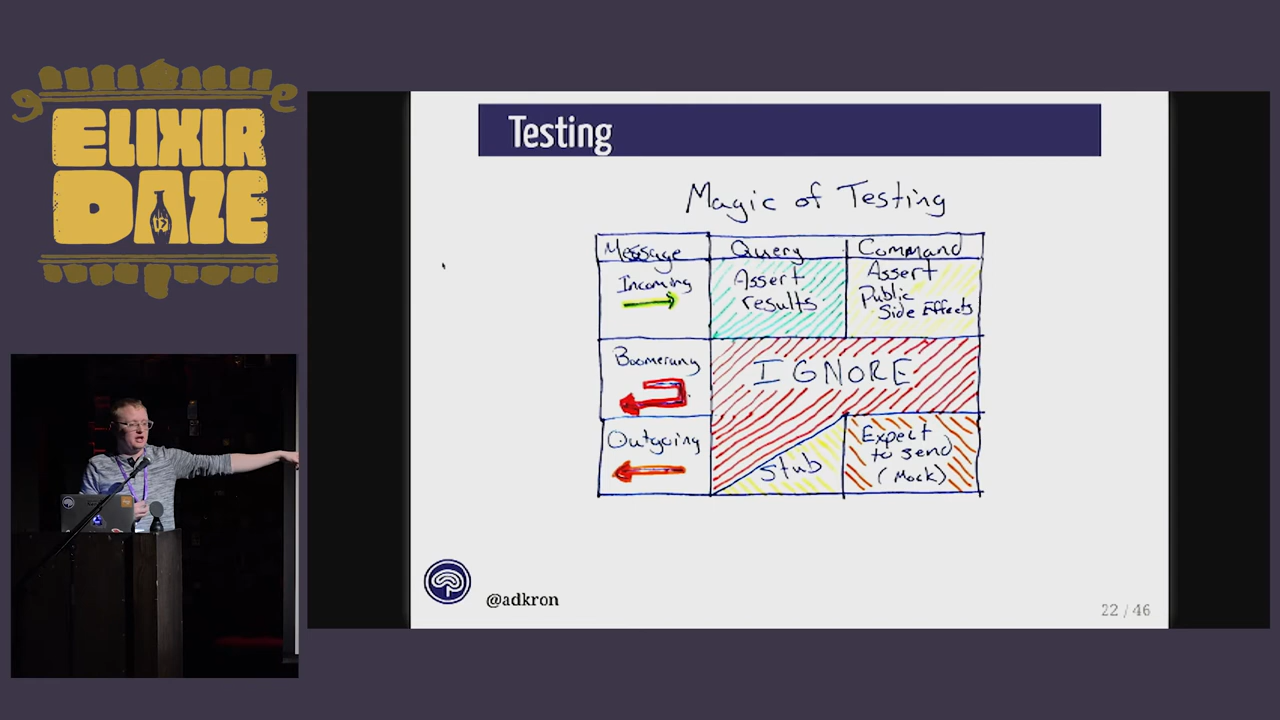 ELIXIR
DAZE
Testing
Magic of Testing
Message Query Command
Incoming
Assert results
Assert Public Side Effects
Boomerang
IGNORE
Outgoing
Stub
Expect to send (Mock)
@adkron
22 / 46